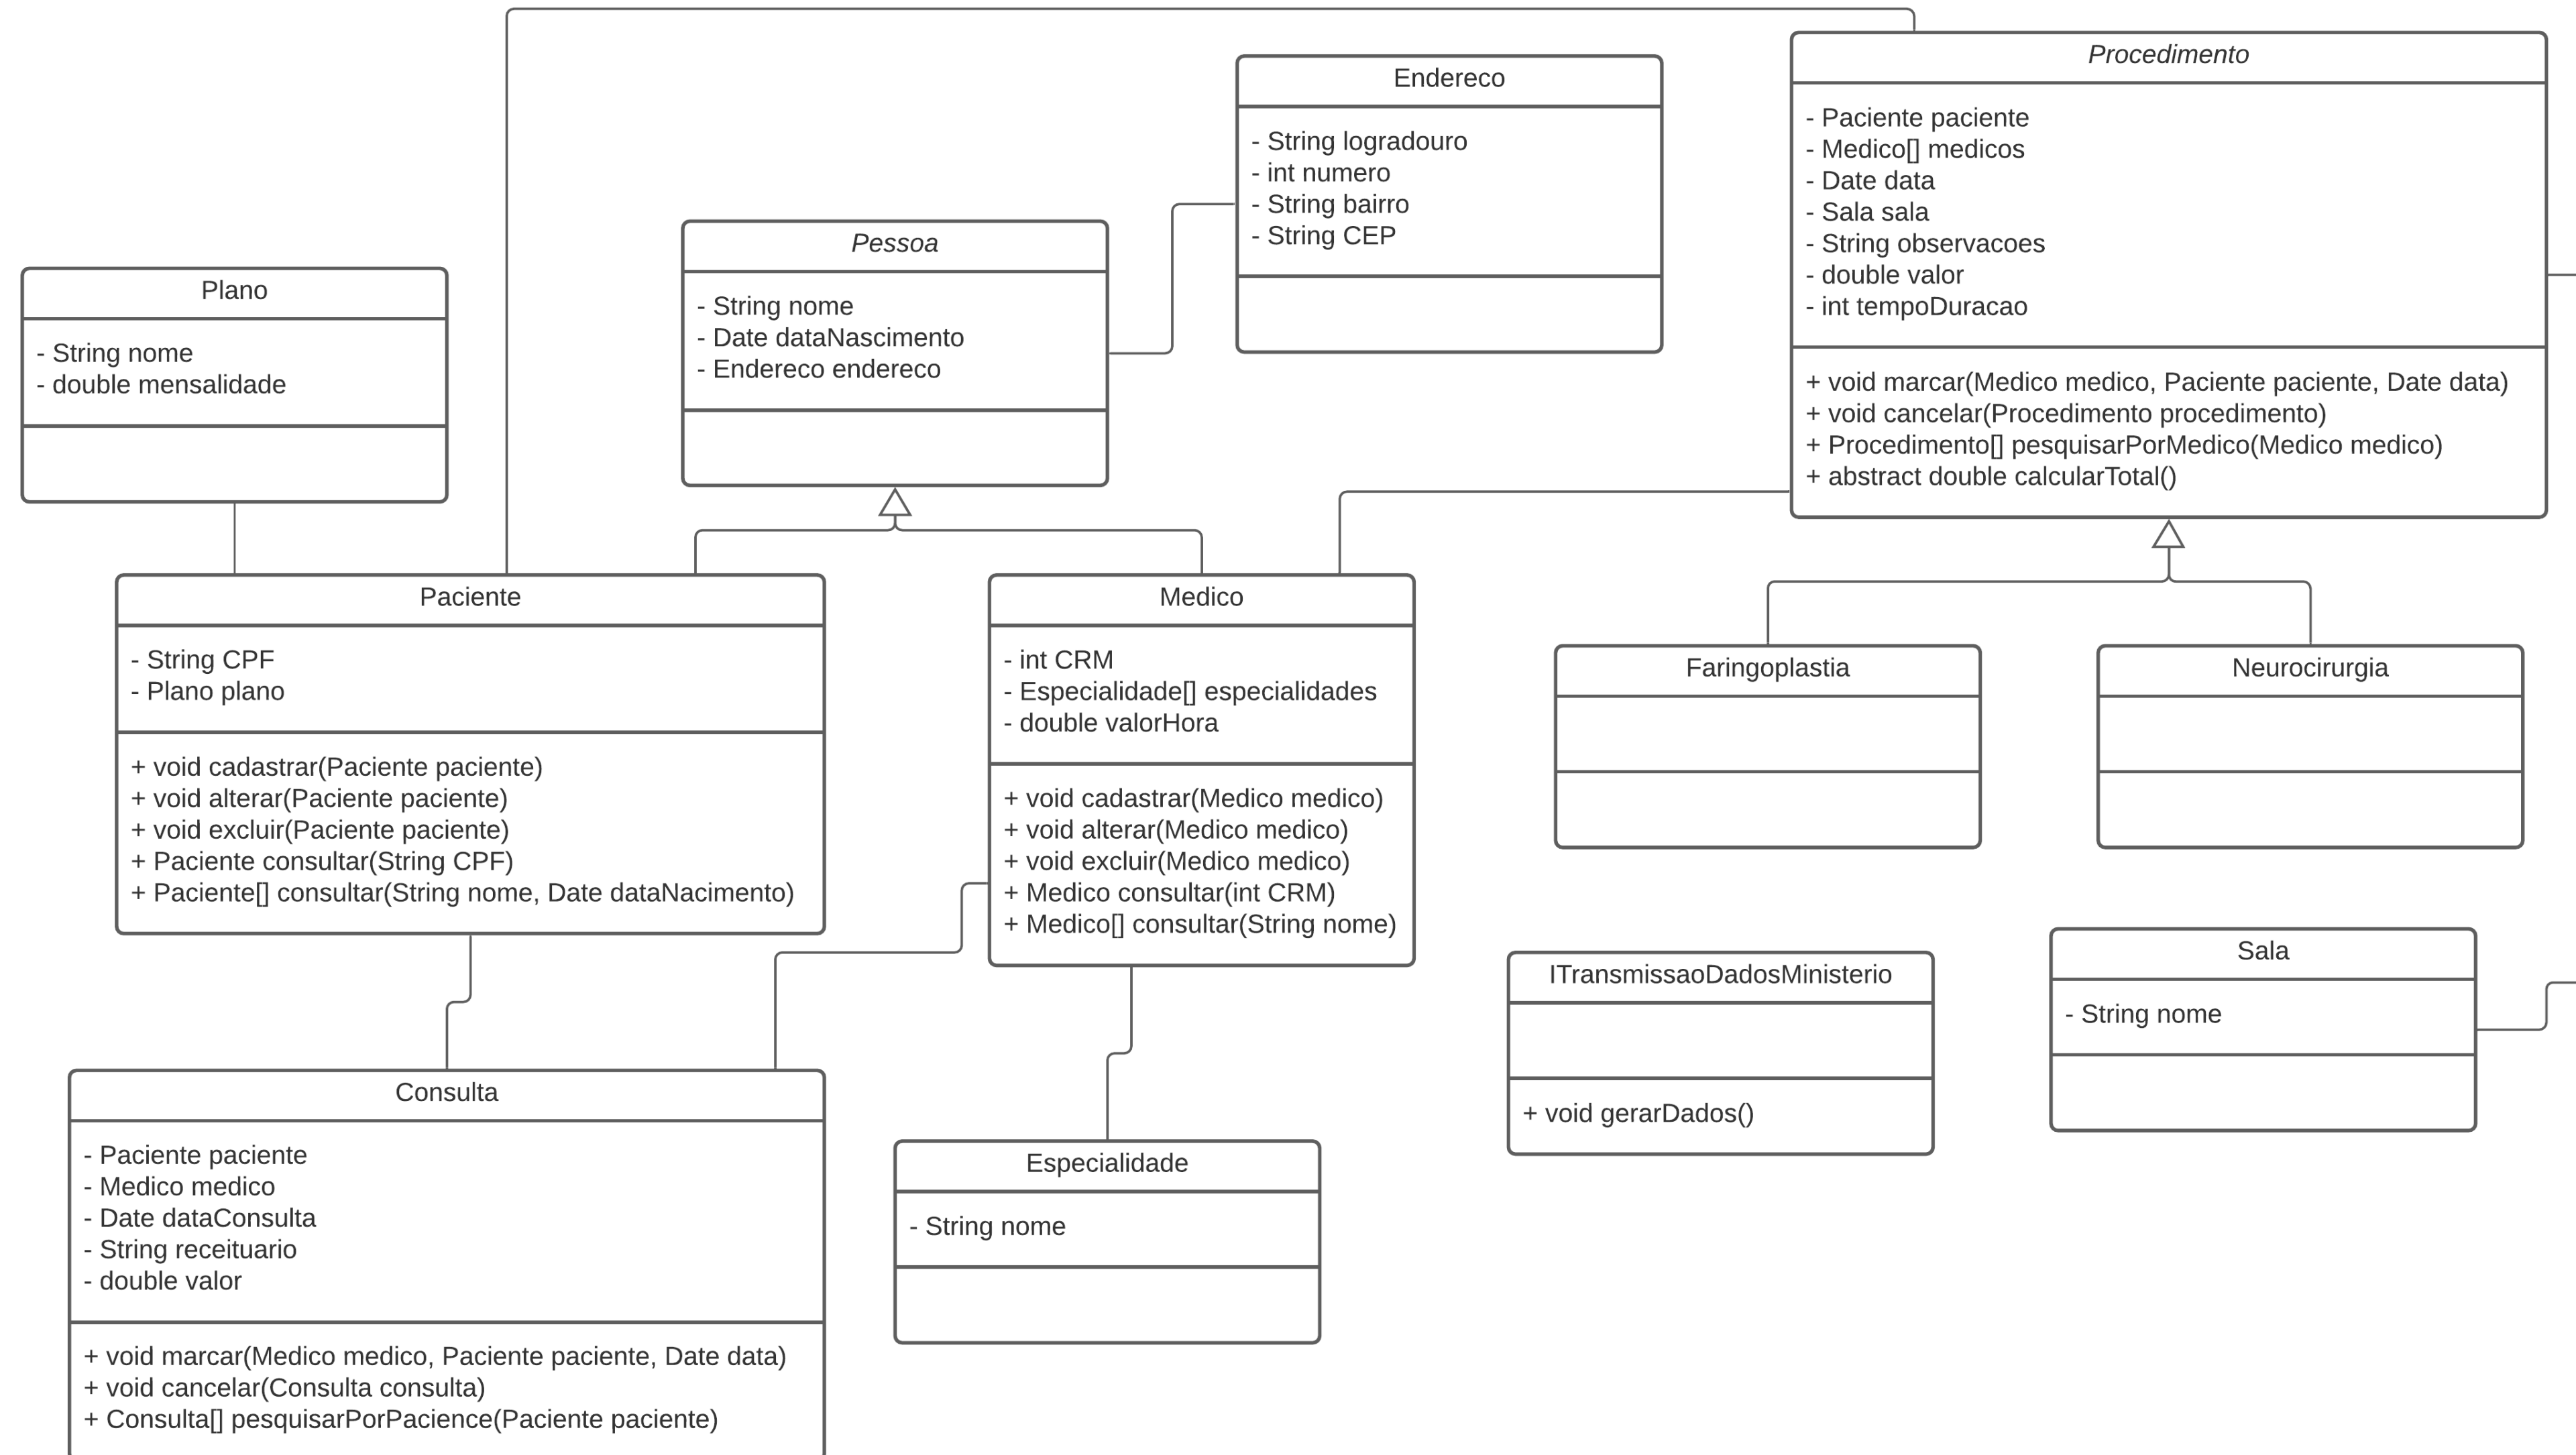 Procedimento
- Paciente paciente
- Medico[] medicos
- Date data
- Sala sala
- String observacoes
- double valor
- int tempoDuracao
+ void marcar(Medico medico, Paciente paciente, Date data)
+ void cancelar(Procedimento procedimento)
+ Procedimento[] pesquisarPorMedico(Medico medico)
+ abstract double calcularTotal()
Endereco
- String logradouro
- int numero
- String bairro
- String CEP
Pessoa
- String nome
- Date dataNascimento
- Endereco endereco
Plano
- String nome
- double mensalidade
Paciente
- String CPF
- Plano plano
+ void cadastrar(Paciente paciente)
+ void alterar(Paciente paciente)
+ void excluir(Paciente paciente)
+ Paciente consultar(String CPF)
+ Paciente[] consultar(String nome, Date dataNacimento)
Medico
- int CRM
- Especialidade[] especialidades
- double valorHora
+ void cadastrar(Medico medico)
+ void alterar(Medico medico)
+ void excluir(Medico medico)
+ Medico consultar(int CRM)
+ Medico[] consultar(String nome)
Faringoplastia
Neurocirurgia
ITransmissaoDadosMinisterio
+ void gerarDados()
Sala
- String nome
Consulta
- Paciente paciente
- Medico medico
- Date dataConsulta
- String receituario
- double valor
+ void marcar(Medico medico, Paciente paciente, Date data)
+ void cancelar(Consulta consulta)
+ Consulta[] pesquisarPorPacience(Paciente paciente)
Especialidade
- String nome